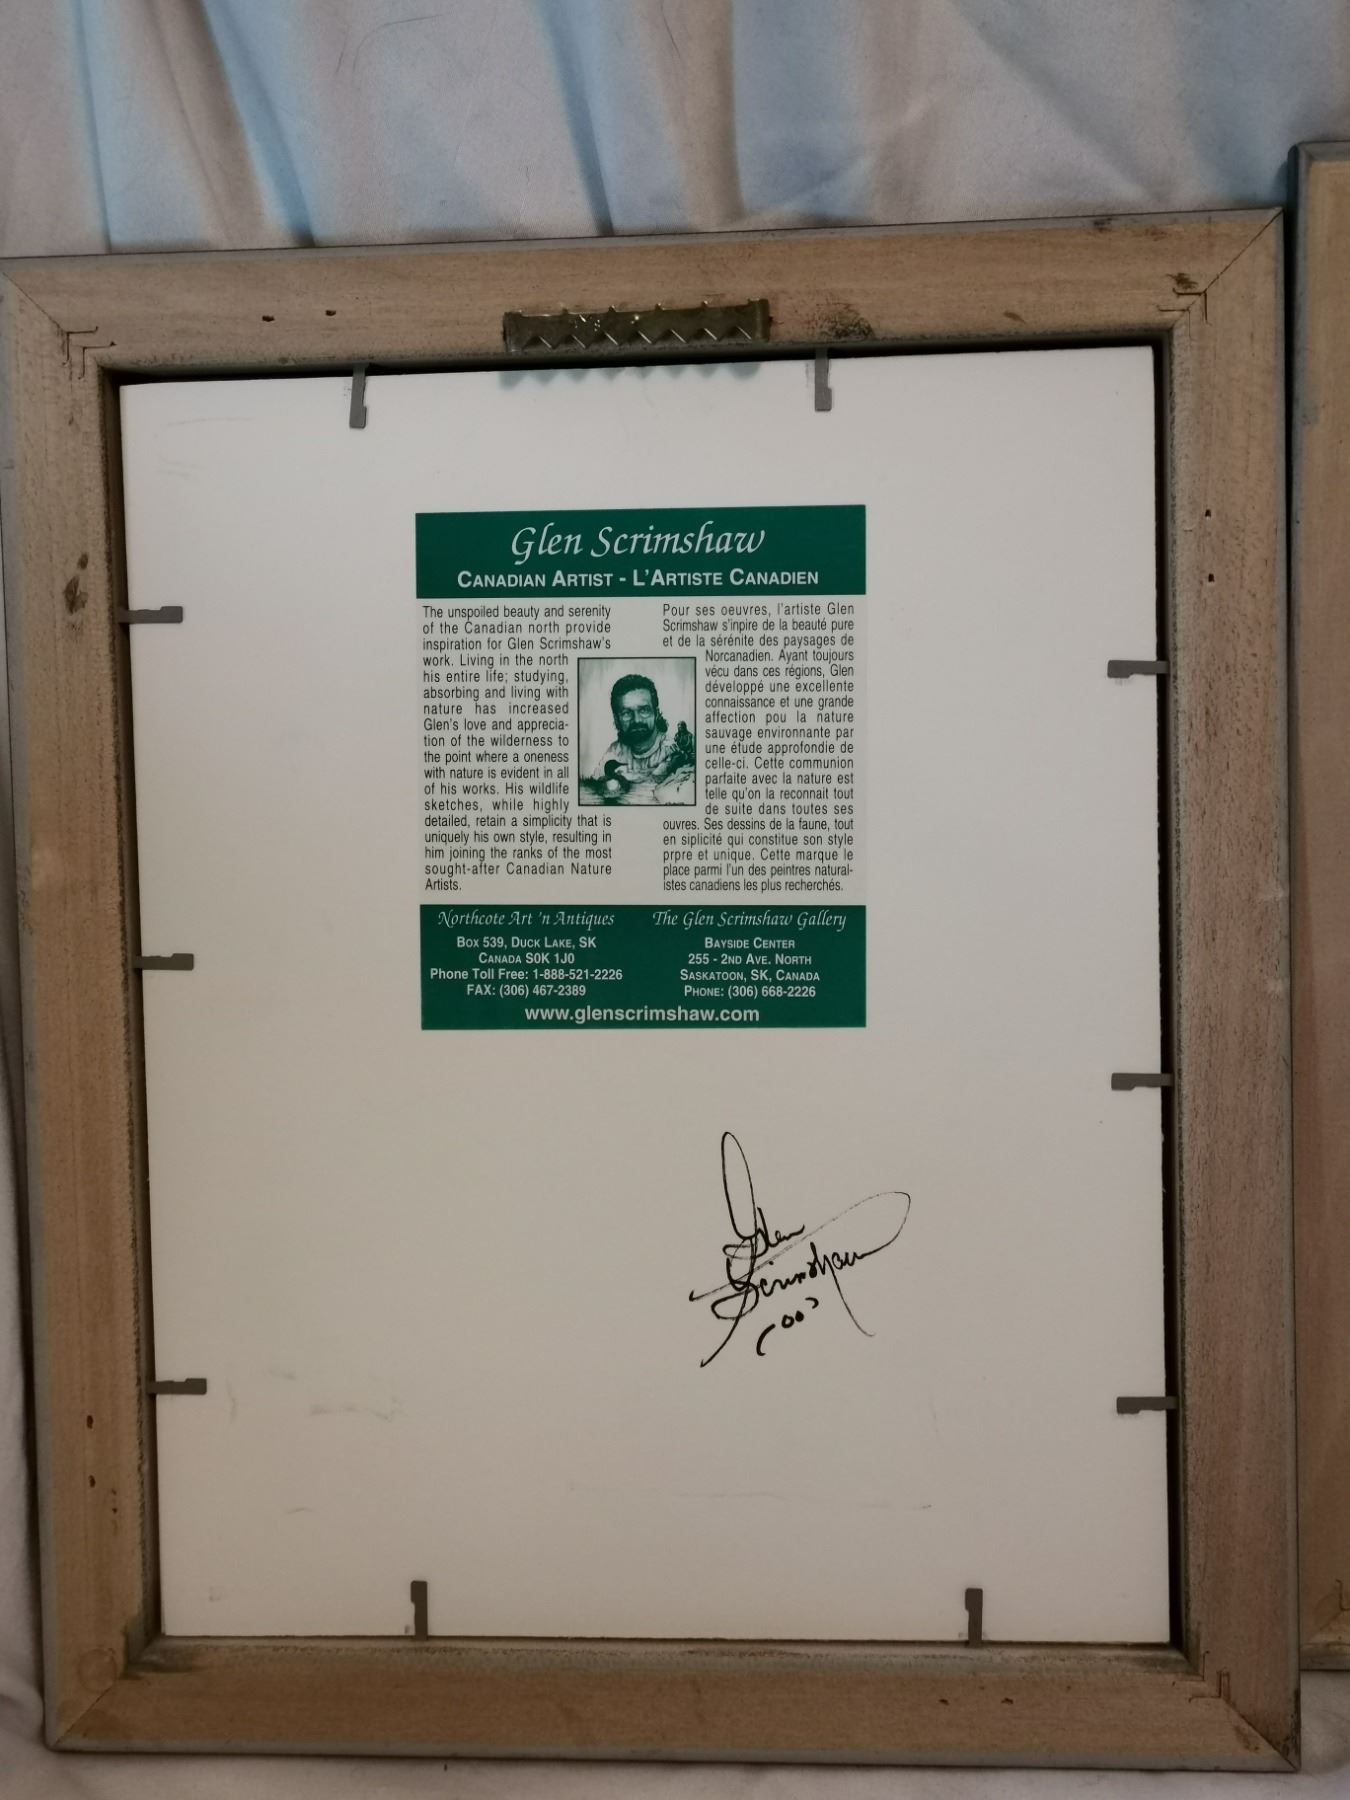 Glen Scrimshaw
CANADIAN ARTIST - L'ARTISTE CANADIEN
The unspoiled beauty and serenity
of the Canadian north provide
inspiration for Glen Scrimshaw's
work. Living in the north
his entire life; studying,
absorbing and living with
nature has increased
Glen's love and apprecia-
tion of the wilderness to
the point where a oneness
with nature is evident in all
of his works. His wildlife
sketches, while highly
detailed, retain a simplicity that is
uniquely his own style, resulting in
him joining the ranks of the most
sought-after Canadian Nature
Artists.
Pour ses oeuvres, l'artiste Glen
Scrimshaw s'inpire de la beauté pure
et de la sérénite des paysages de
Norcanadien. Ayant toujours
vécu dans ces régions, Glen
développé une excellente
connaissance et une grande
affection pou la nature
sauvage environnante par
une étude approfondie de
celle-ci. Cette communion
parfaite avec la nature est
telle qu'on la reconnait tout
de suite dans toutes ses
ouvres. Ses dessins de la faune, tout
en siplicité qui constitue son style
prpre et unique. Cette marque le
place parmi l'un des peintres natural-
istes canadiens les plus recherchés.
Northcote Art 'n Antiques
BOX 539, DUCK LAKE, SK
CANADA S0K 1J0
Phone Toll Free: 1-888-521-2226
FAX: (306) 467-2389
The Glen Scrimshaw Gallery
BAYSIDE CENTER
255 - 2ND AVE. NORTH
SASKATOON, SK, CANADA
PHONE: (306) 668-2226
www.glenscrimshaw.com
Glen
Scrimshaw